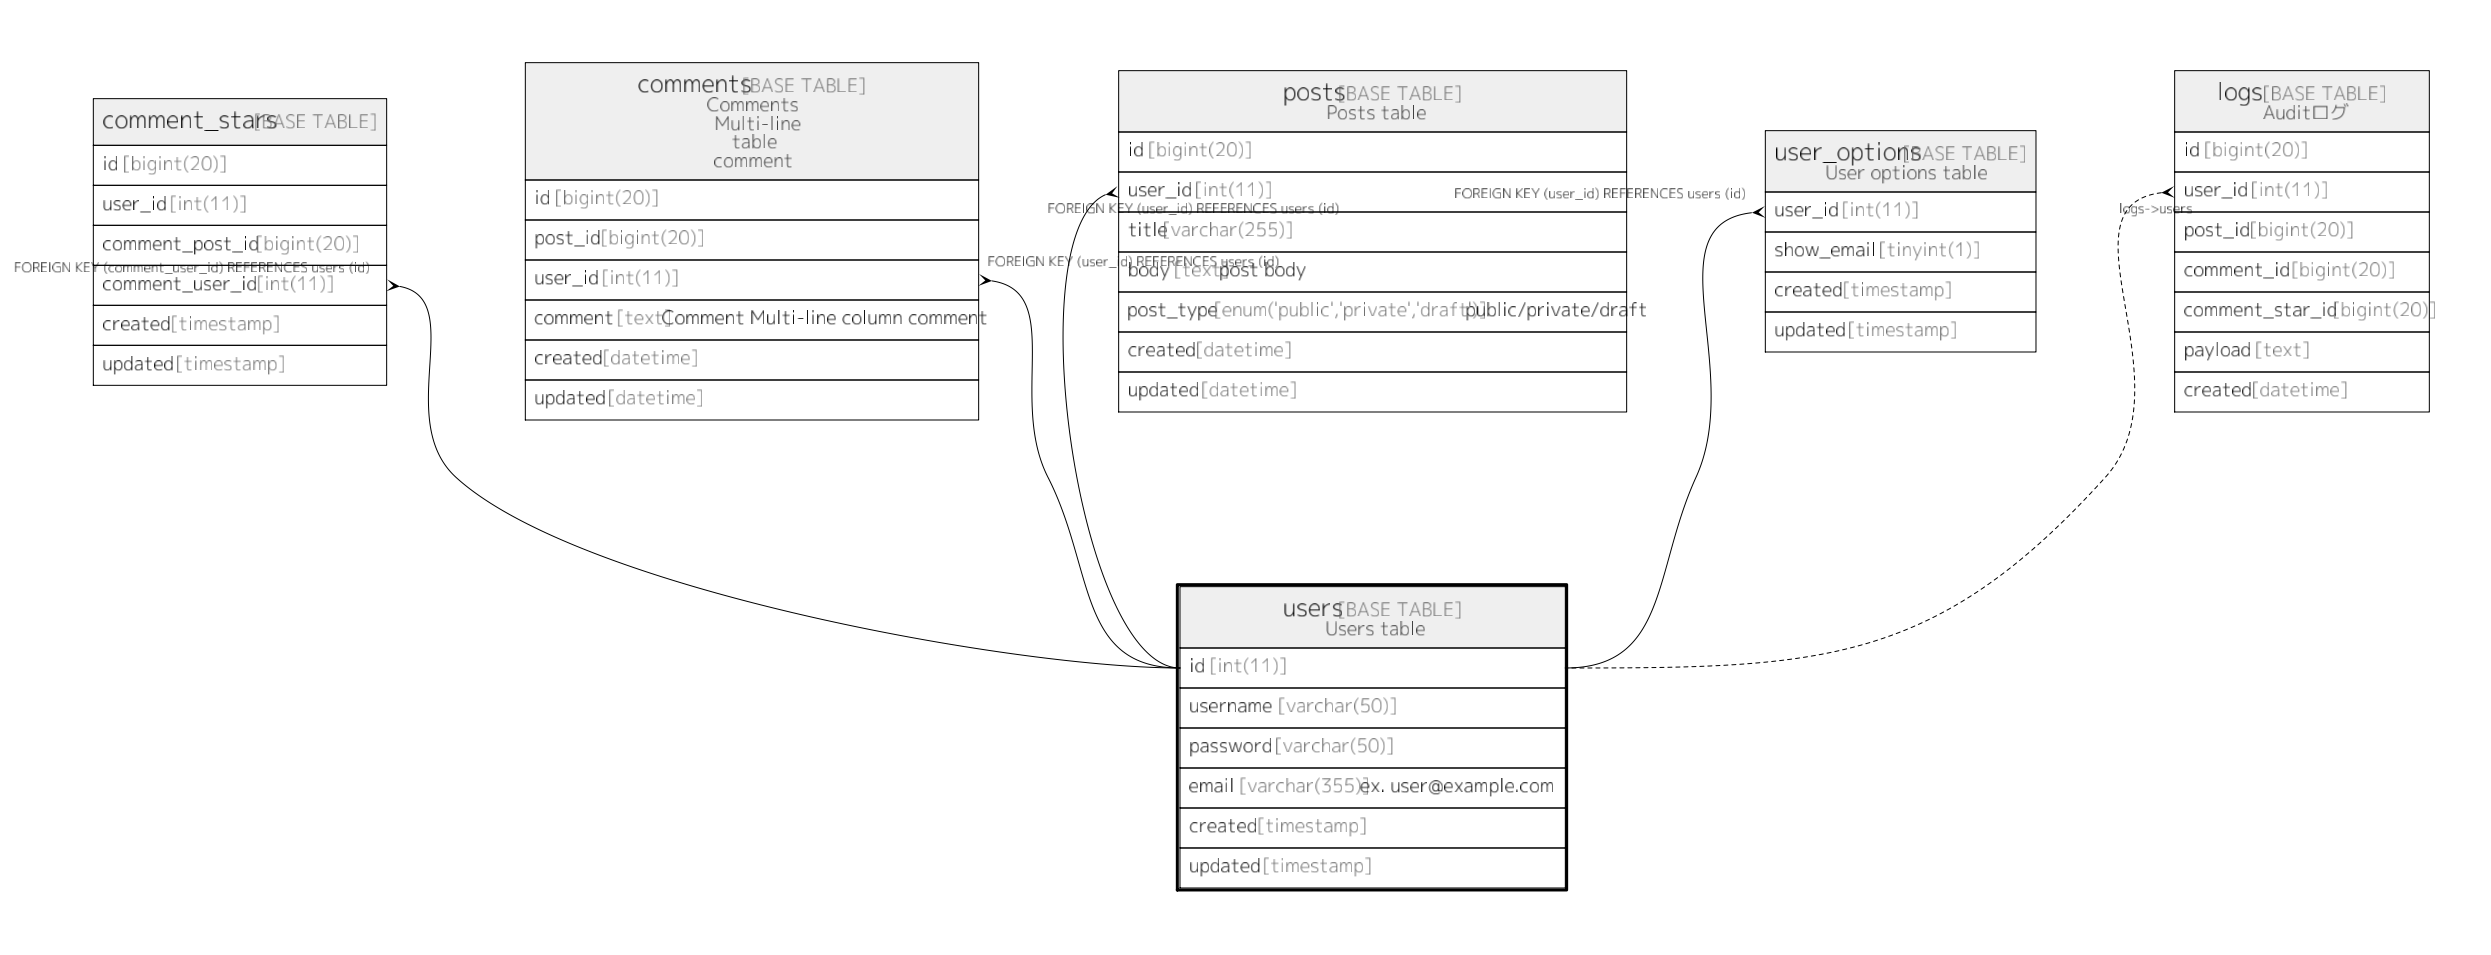 comment_stars [BASE TABLE]
id [bigint(20)]
user_id [int(11)]
comment_post_id [bigint(20)]
FOREIGN KEY (comment_user_id) REFERENCES users (id)
comment_user_id [int(11)]
created [timestamp]
updated [timestamp]
comments [BASE TABLE]
Comments
Multi-line
table
comment
id [bigint(20)]
post_id [bigint(20)]
user_id [int(11)]
FOREIGN KEY (user_id) REFERENCES users (id)
comment [text] Comment Multi-line column comment
created [datetime]
updated [datetime]
posts [BASE TABLE]
Posts table
id [bigint(20)]
user_id [int(11)]
FOREIGN KEY (user_id) REFERENCES users (id)
title [varchar(255)]
body [text] post body
post_type [enum('public','private','draft')] public/private/draft
created [datetime]
updated [datetime]
user_options [BASE TABLE]
User options table
FOREIGN KEY (user_id) REFERENCES users (id)
user_id [int(11)]
show_email [tinyint(1)]
created [timestamp]
updated [timestamp]
logs [BASE TABLE]
Auditログ
id [bigint(20)]
user_id [int(11)]
logs->users
post_id [bigint(20)]
comment_id [bigint(20)]
comment_star_id [bigint(20)]
payload [text]
created [datetime]
users [BASE TABLE]
Users table
id [int(11)]
username [varchar(50)]
password [varchar(50)]
email [varchar(355)] ex. user@example.com
created [timestamp]
updated [timestamp]